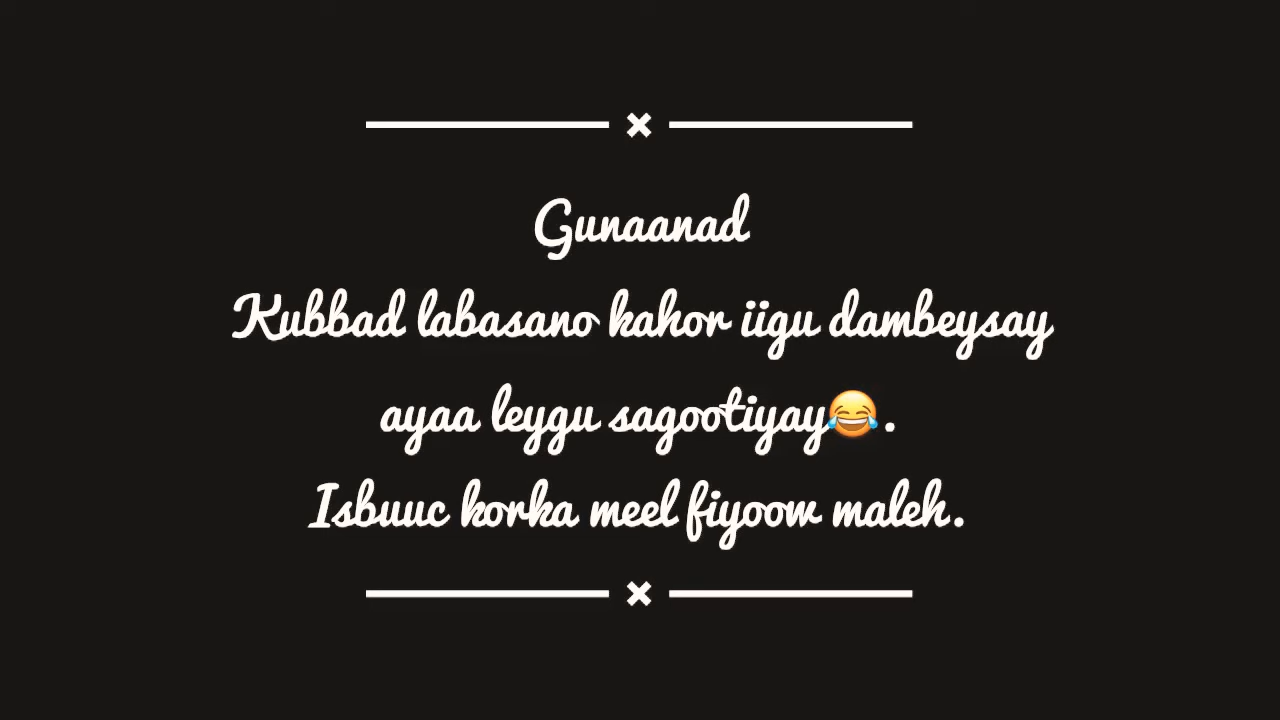 Gunaanad
Kubbad labasano kahor iigu dambeysay
ayaa leygu sagootiyay😂.
Isbuuc korka meel fiyoow maleh.